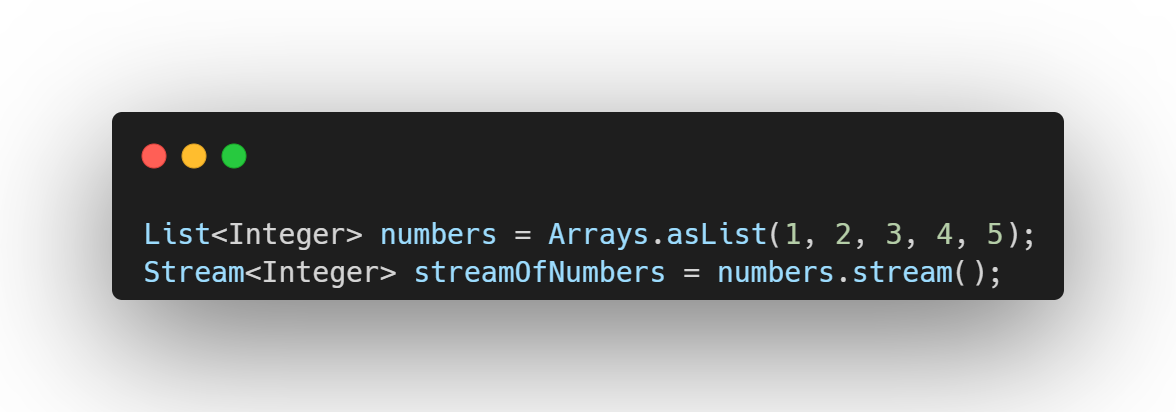 List<Integer> numbers = Arrays.asList(1, 2, 3, 4, 5);
Stream<Integer> streamOfNumbers = numbers.stream();